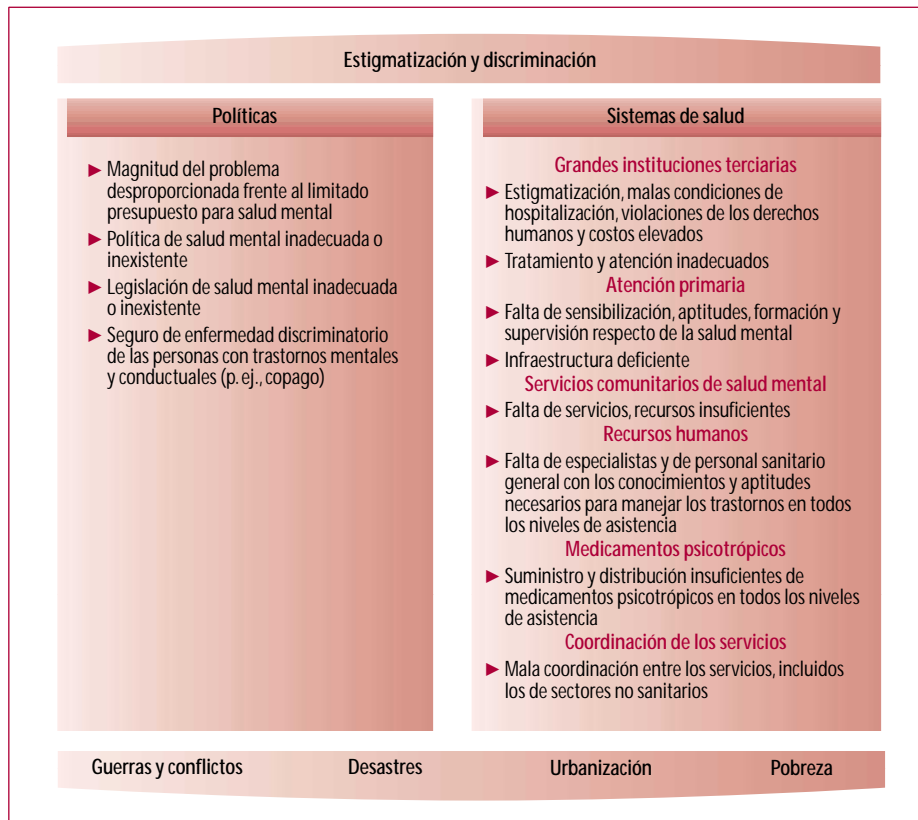 Estigmatización y discriminación
Políticas
► Magnitud del problema
desproporcionada frente al limitado
presupuesto para salud mental
► Política de salud mental inadecuada o
inexistente
► Legislación de salud mental inadecuada
o inexistente
► Seguro de enfermedad discriminatorio
de las personas con trastornos mentales
y conductuales (p. ej., copago)
Sistemas de salud
Grandes instituciones terciarias
► Estigmatización, malas condiciones de
hospitalización, violaciones de los derechos
humanos y costos elevados
► Tratamiento y atención inadecuados
Atención primaria
► Falta de sensibilización, aptitudes, formación y
supervisión respecto de la salud mental
► Infraestructura deficiente
Servicios comunitarios de salud mental
► Falta de servicios, recursos insuficientes
Recursos humanos
► Falta de especialistas y de personal sanitario
general con los conocimientos y aptitudes
necesarios para manejar los trastornos en todos
los niveles de asistencia
Medicamentos psicotrópicos
► Suministro y distribución insuficientes de
medicamentos psicotrópicos en todos los niveles
de asistencia
Coordinación de los servicios
► Mala coordinación entre los servicios, incluidos
los de sectores no sanitarios
Guerras y conflictos Desastres Urbanización Pobreza